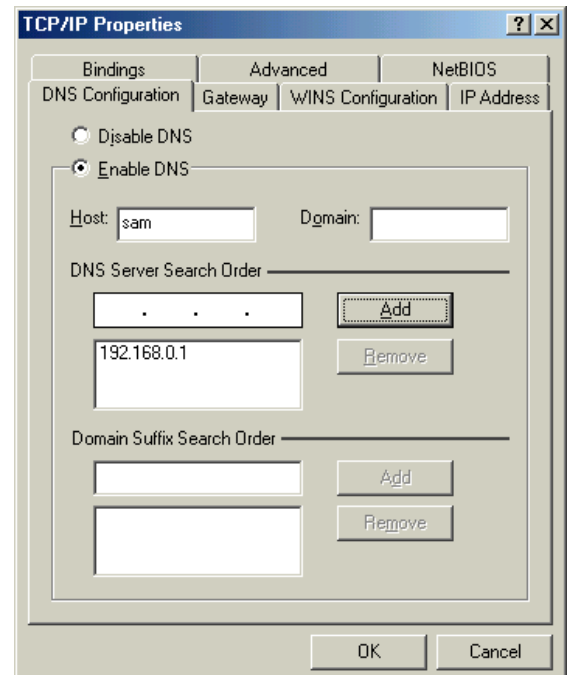 TCP/IP Properties
Bindings Advanced NetBIOS
DNS Configuration Gateway WINS Configuration IP Address
Disable DNS
Enable DNS
Host: sam Domain:
DNS Server Search Order
. . . Add
192.168.0.1 Remove
Domain Suffix Search Order
Add
Remove
OK Cancel